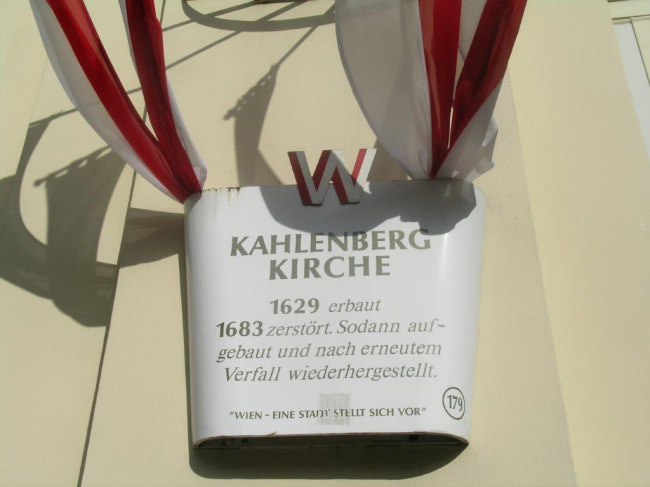 W
KAHLENBERG
KIRCHE
1629 erbaut
1683 zerstört. Sodann auf-
gebaut und nach erneutem
Verfall wiederhergestellt.
"WIEN - EINE STADT STELLT SICH VOR"
179